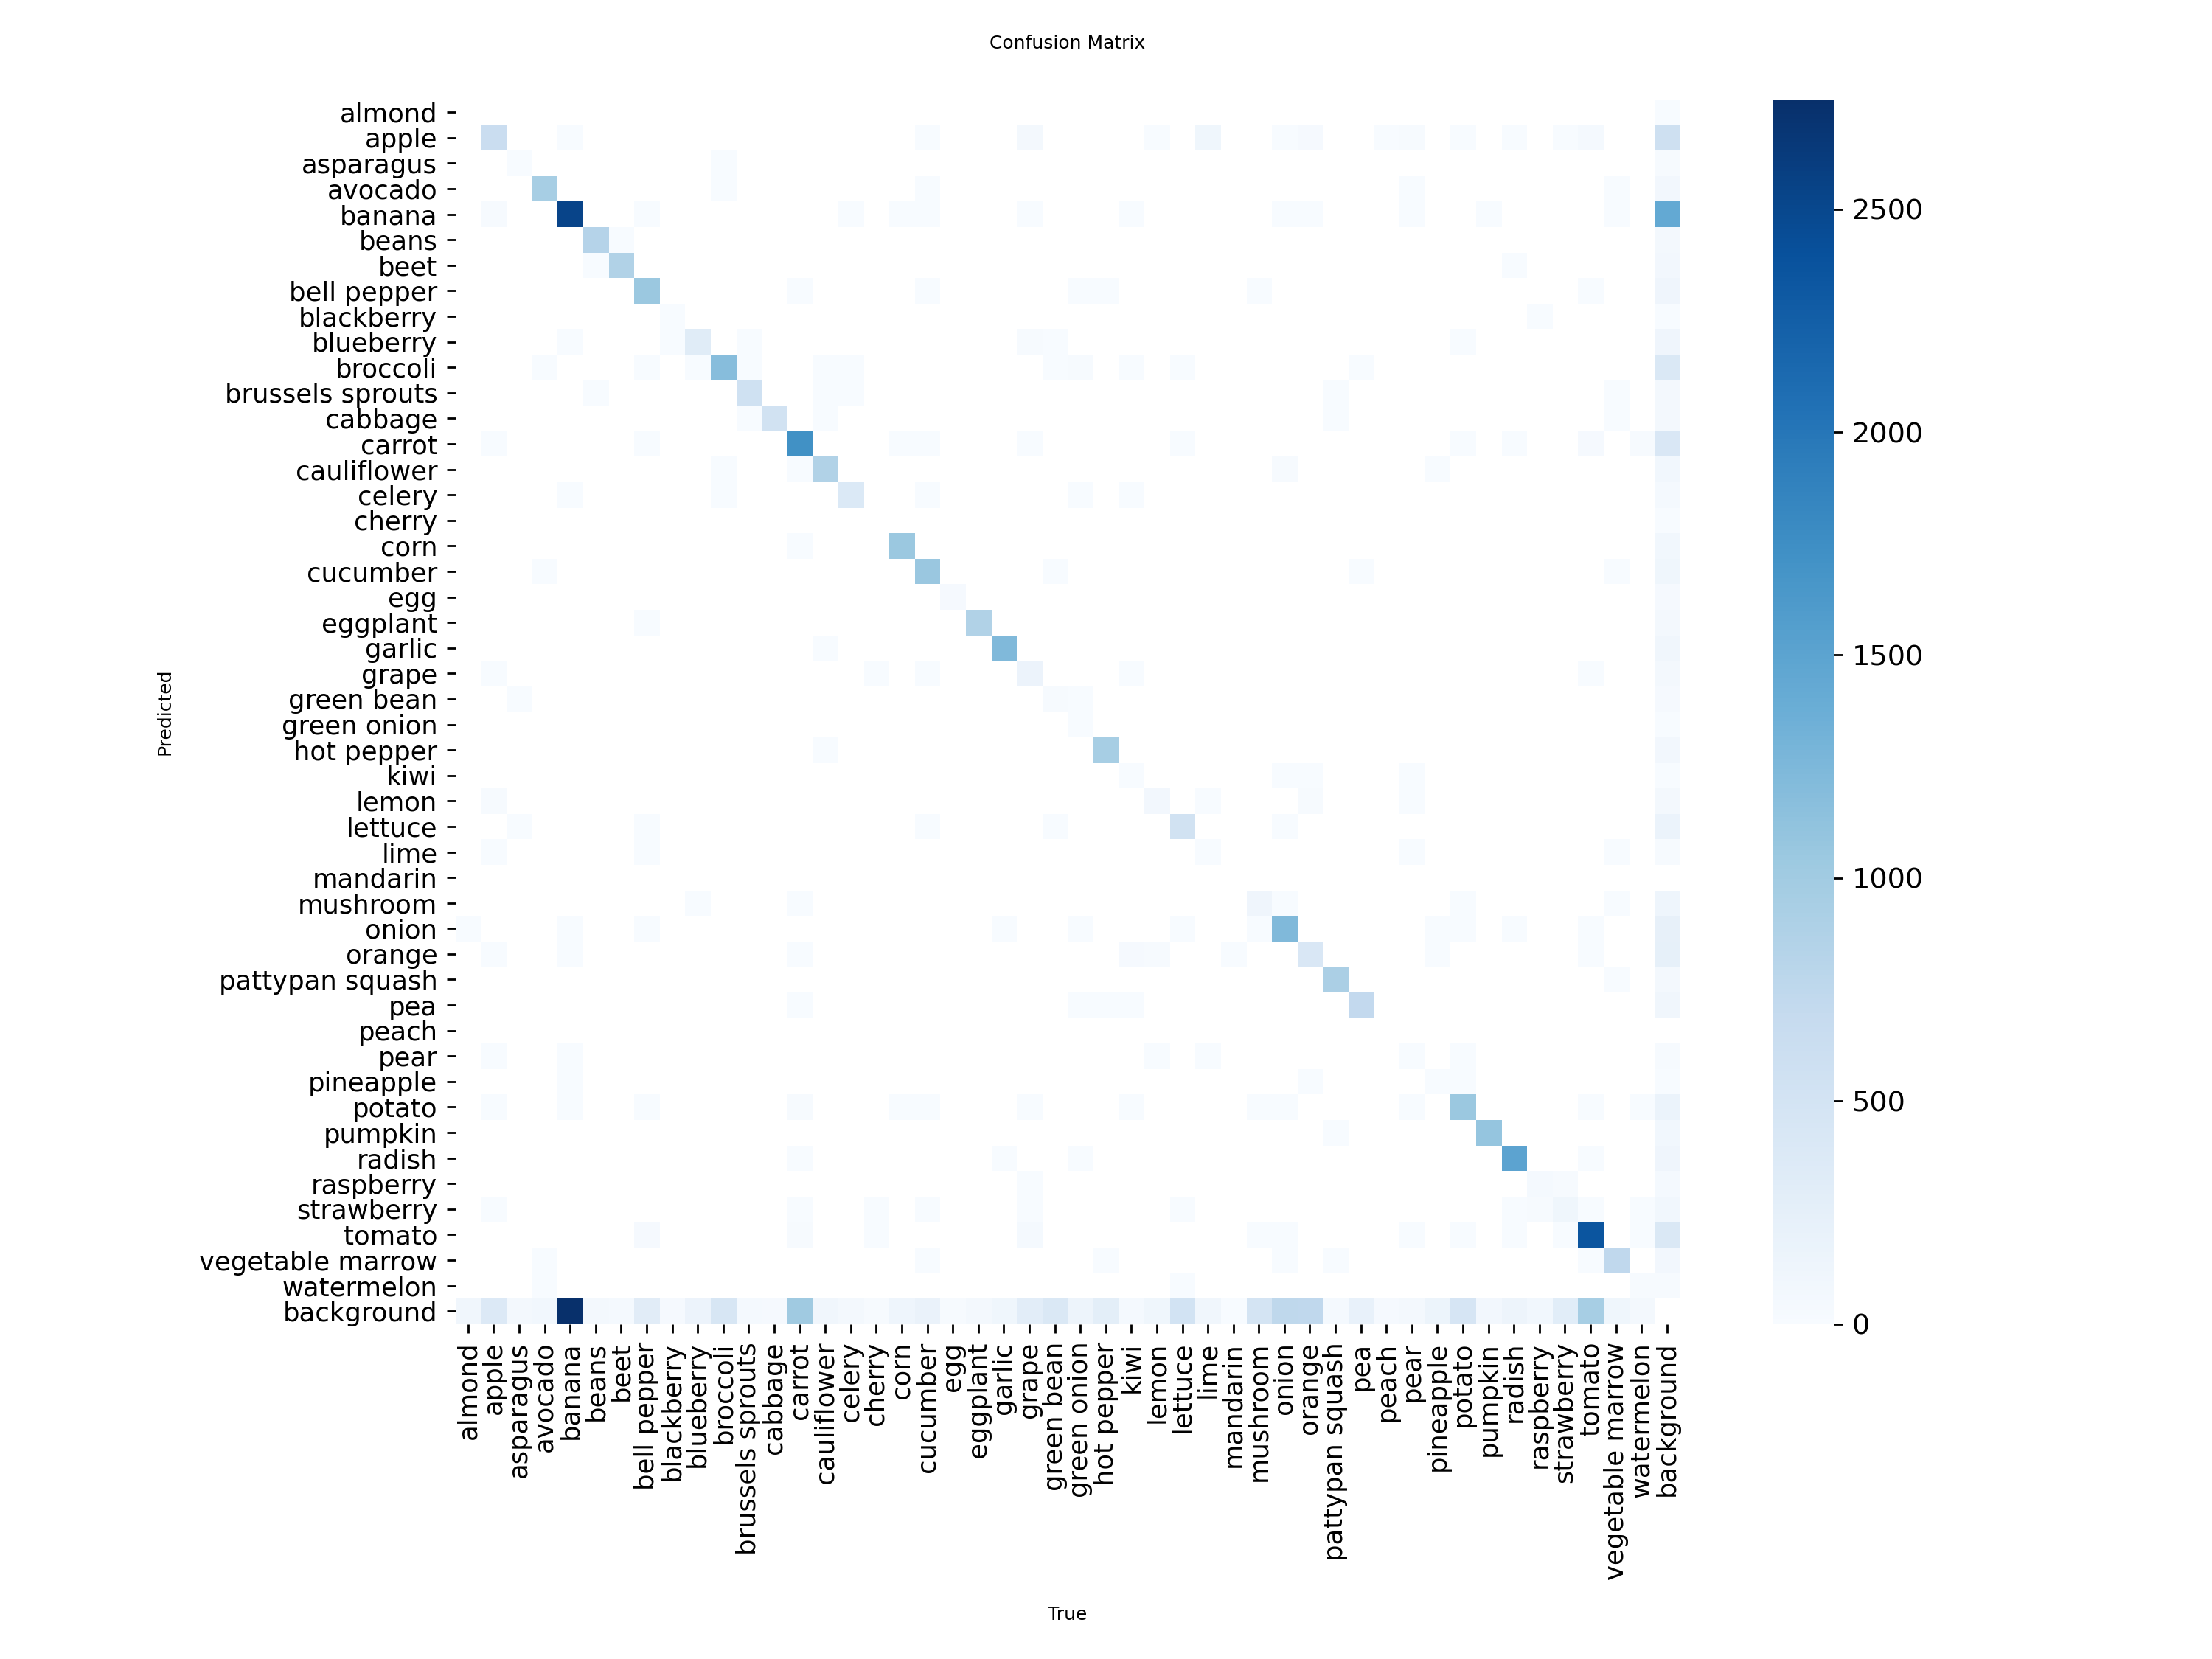 Confusion Matrix
almond
apple
asparagus
avocado
banana
beans
beet
bell pepper
blackberry
blueberry
broccoli
brussels sprouts
cabbage
carrot
cauliflower
celery
cherry
corn
cucumber
egg
eggplant
garlic
grape
green bean
green onion
hot pepper
kiwi
lemon
lettuce
lime
mandarin
mushroom
onion
orange
pattypan squash
pea
peach
pear
pineapple
potato
pumpkin
radish
raspberry
strawberry
tomato
vegetable marrow
watermelon
background
Predicted
almond
apple
asparagus
avocado
banana
beans
beet
bell pepper
blackberry
blueberry
broccoli
brussels sprouts
cabbage
carrot
cauliflower
celery
cherry
corn
cucumber
egg
eggplant
garlic
grape
green bean
green onion
hot pepper
kiwi
lemon
lettuce
lime
mandarin
mushroom
onion
orange
pattypan squash
pea
peach
pear
pineapple
potato
pumpkin
radish
raspberry
strawberry
tomato
vegetable marrow
watermelon
background
True
2500
2000
1500
1000
500
0